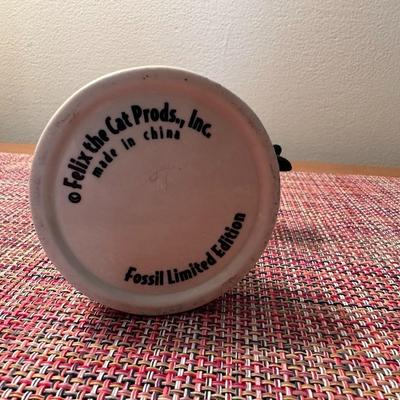 © Felix the Cat Prods., Inc.
made in china
Fossil Limited Edition